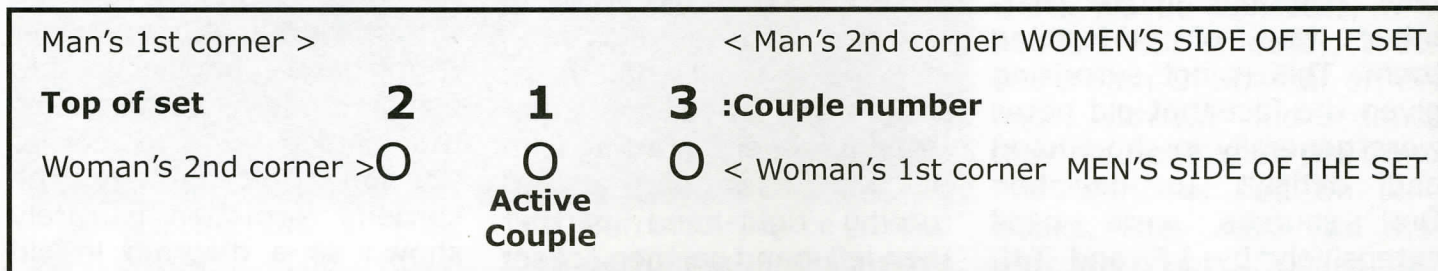 Man's 1st corner > < Man's 2nd corner WOMEN'S SIDE OF THE SET
Top of set 2 1 3 :Couple number
Woman's 2nd corner >O O O < Woman's 1st corner MEN'S SIDE OF THE SET
Active
Couple